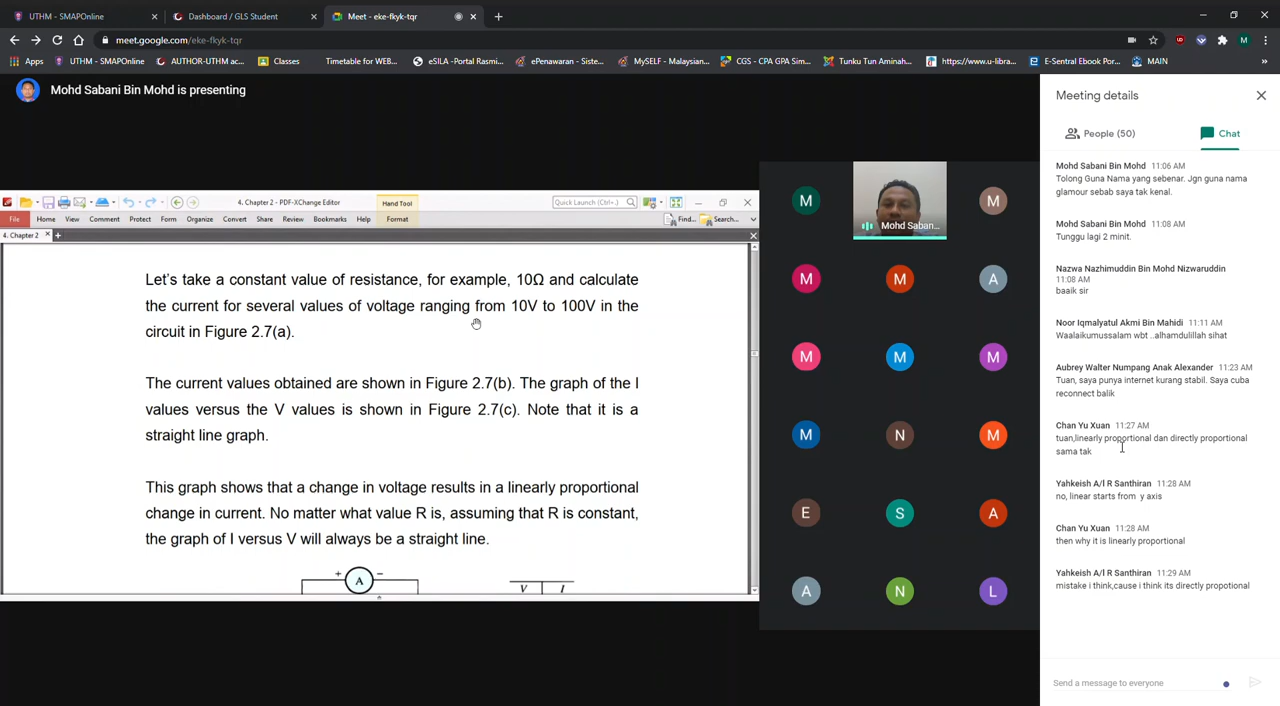 UTHM - SMAPOnline
Dashboard / GLS Student
Meet - eke-fkyk-tqr
meet.google.com/eke-fkyk-tqr
M
Apps
UTHM - SMAPOnline
AUTHOR-UTHM ac...
Classes
Timetable for WEB...
eSILA -Portal Rasmi...
ePenawaran - Siste...
MySELF - Malaysian...
CGS - CPA GPA Sim...
Tunku Tun Aminah...
https://www.u-libra...
E-Sentral Ebook Por...
MAIN
Mohd Sabani Bin Mohd is presenting
4. Chapter 2 - PDF-XChange Editor
Hand Tool
Quick Launch (Ctrl+.)
File
Home
View
Comment
Protect
Form
Organize
Convert
Share
Review
Bookmarks
Help
Format
Find...
Search...
4. Chapter 2
Let's take a constant value of resistance, for example, 10Ω and calculate
the current for several values of voltage ranging from 10V to 100V in the
circuit in Figure 2.7(a).
The current values obtained are shown in Figure 2.7(b). The graph of the I
values versus the V values is shown in Figure 2.7(c). Note that it is a
straight line graph.
This graph shows that a change in voltage results in a linearly proportional
change in current. No matter what value R is, assuming that R is constant,
the graph of I versus V will always be a straight line.
+ A −
V I
M
Mohd Saban...
M
M
M
A
M
M
M
M
N
M
E
S
A
A
N
L
Meeting details
People (50)
Chat
Mohd Sabani Bin Mohd 11:06 AM
Tolong Guna Nama yang sebenar. Jgn guna nama
glamour sebab saya tak kenal.
Mohd Sabani Bin Mohd 11:08 AM
Tunggu lagi 2 minit.
Nazwa Nazhimuddin Bin Mohd Nizwaruddin
11:08 AM
baaik sir
Noor Iqmalyatul Akmi Bin Mahidi 11:11 AM
Waalaikumussalam wbt ..alhamdulillah sihat
Aubrey Walter Numpang Anak Alexander 11:23 AM
Tuan, saya punya internet kurang stabil. Saya cuba
reconnect balik
Chan Yu Xuan 11:27 AM
tuan,linearly proportional dan directly proportional
sama tak
Yahkeish A/l R Santhiran 11:28 AM
no, linear starts from y axis
Chan Yu Xuan 11:28 AM
then why it is linearly proportional
Yahkeish A/l R Santhiran 11:29 AM
mistake i think,cause i think its directly propotional
Send a message to everyone